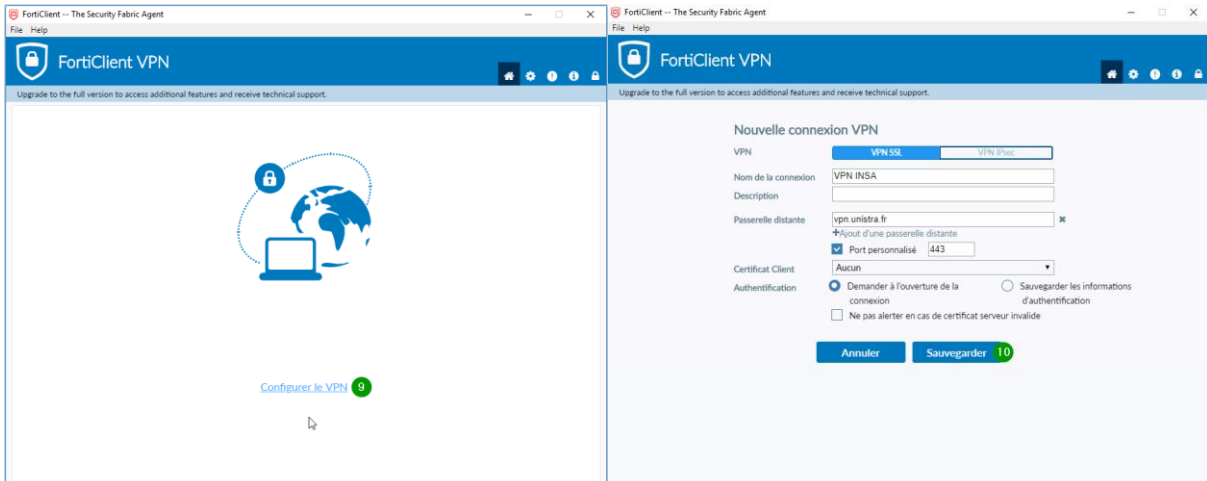 FortiClient -- The Security Fabric Agent
File Help
FortiClient VPN
Upgrade to the full version to access additional features and receive technical support.
Configurer le VPN 9
FortiClient -- The Security Fabric Agent
File Help
FortiClient VPN
Upgrade to the full version to access additional features and receive technical support.
Nouvelle connexion VPN
VPN VPN SSL VPN IPsec
Nom de la connexion VPN INSA
Description
Passerelle distante vpn.unistra.fr
+Ajout d'une passerelle distante
Port personnalisé 443
Certificat Client Aucun
Authentification Demander à l'ouverture de la Sauvegarder les informations
connexion d'authentification
Ne pas alerter en cas de certificat serveur invalide
Annuler Sauvegarder 10